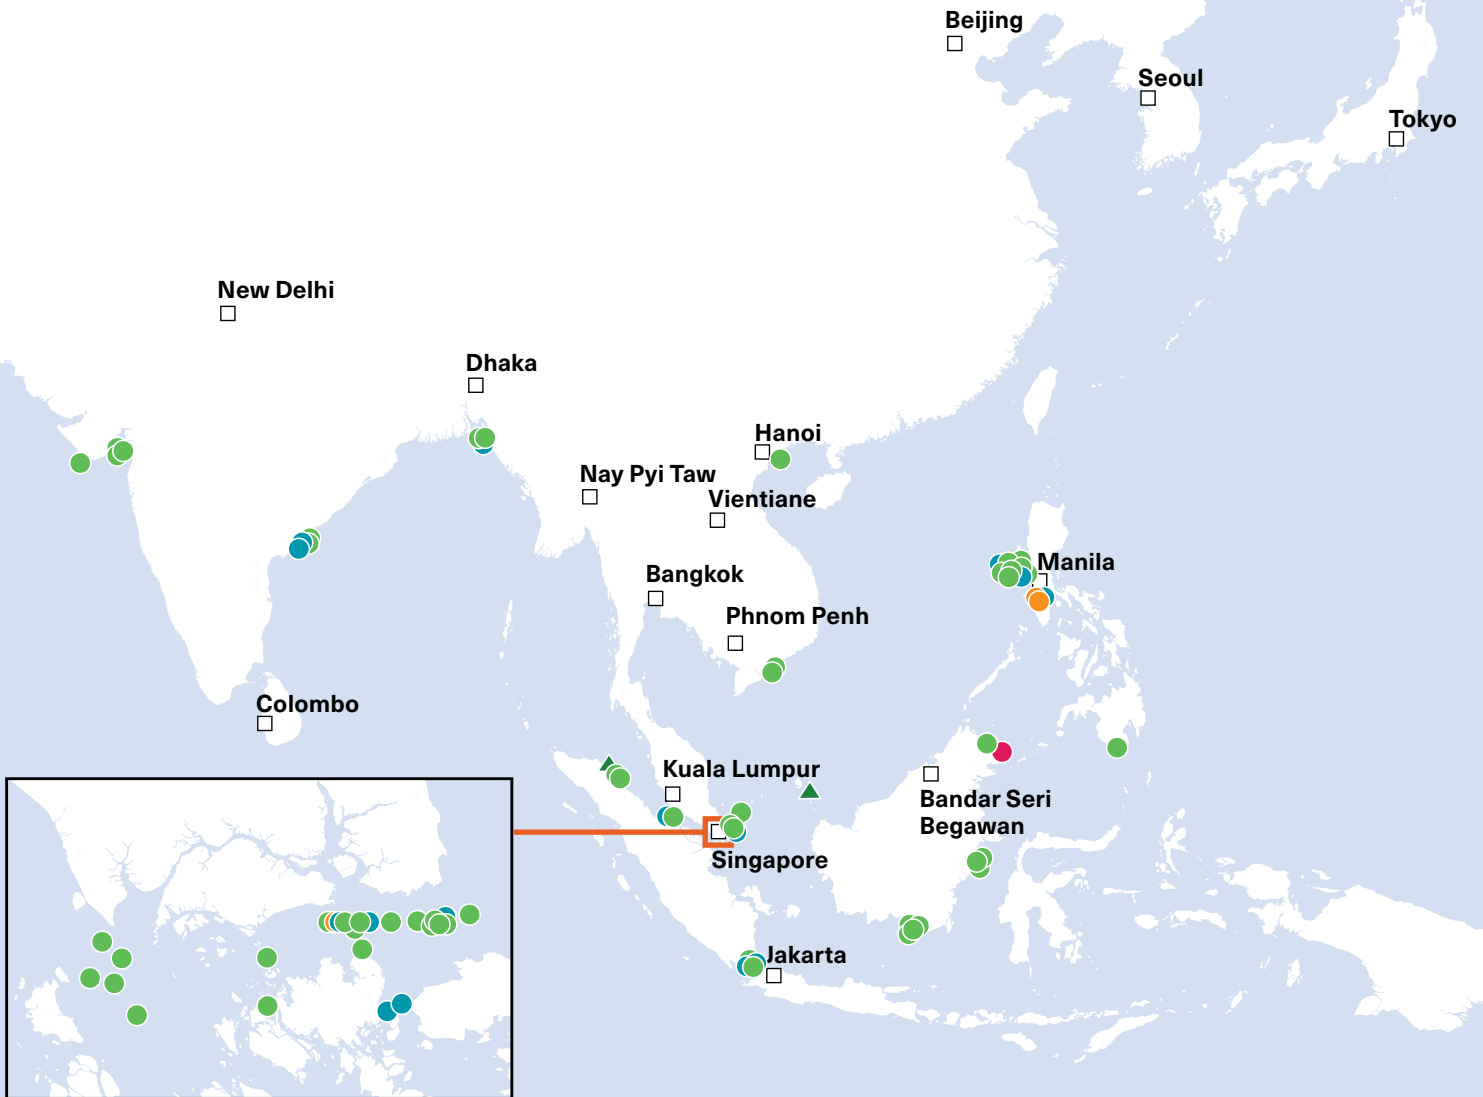 Beijing
Seoul
Tokyo
New Delhi
Dhaka
Hanoi
Nay Pyi Taw
Vientiane
Manila
Bangkok
Phnom Penh
Colombo
Kuala Lumpur
Bandar Seri
Begawan
Singapore
Jakarta